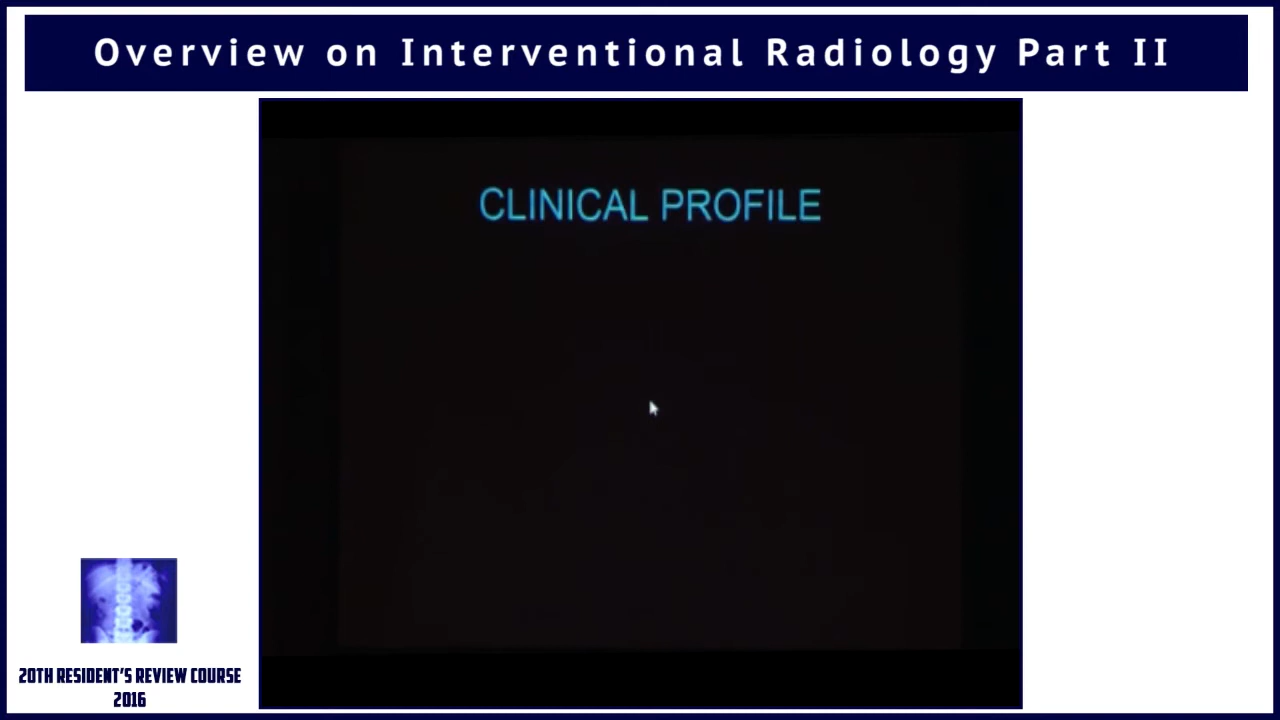 Overview on Interventional Radiology Part II
CLINICAL PROFILE
20TH RESIDENT'S REVIEW COURSE
2016